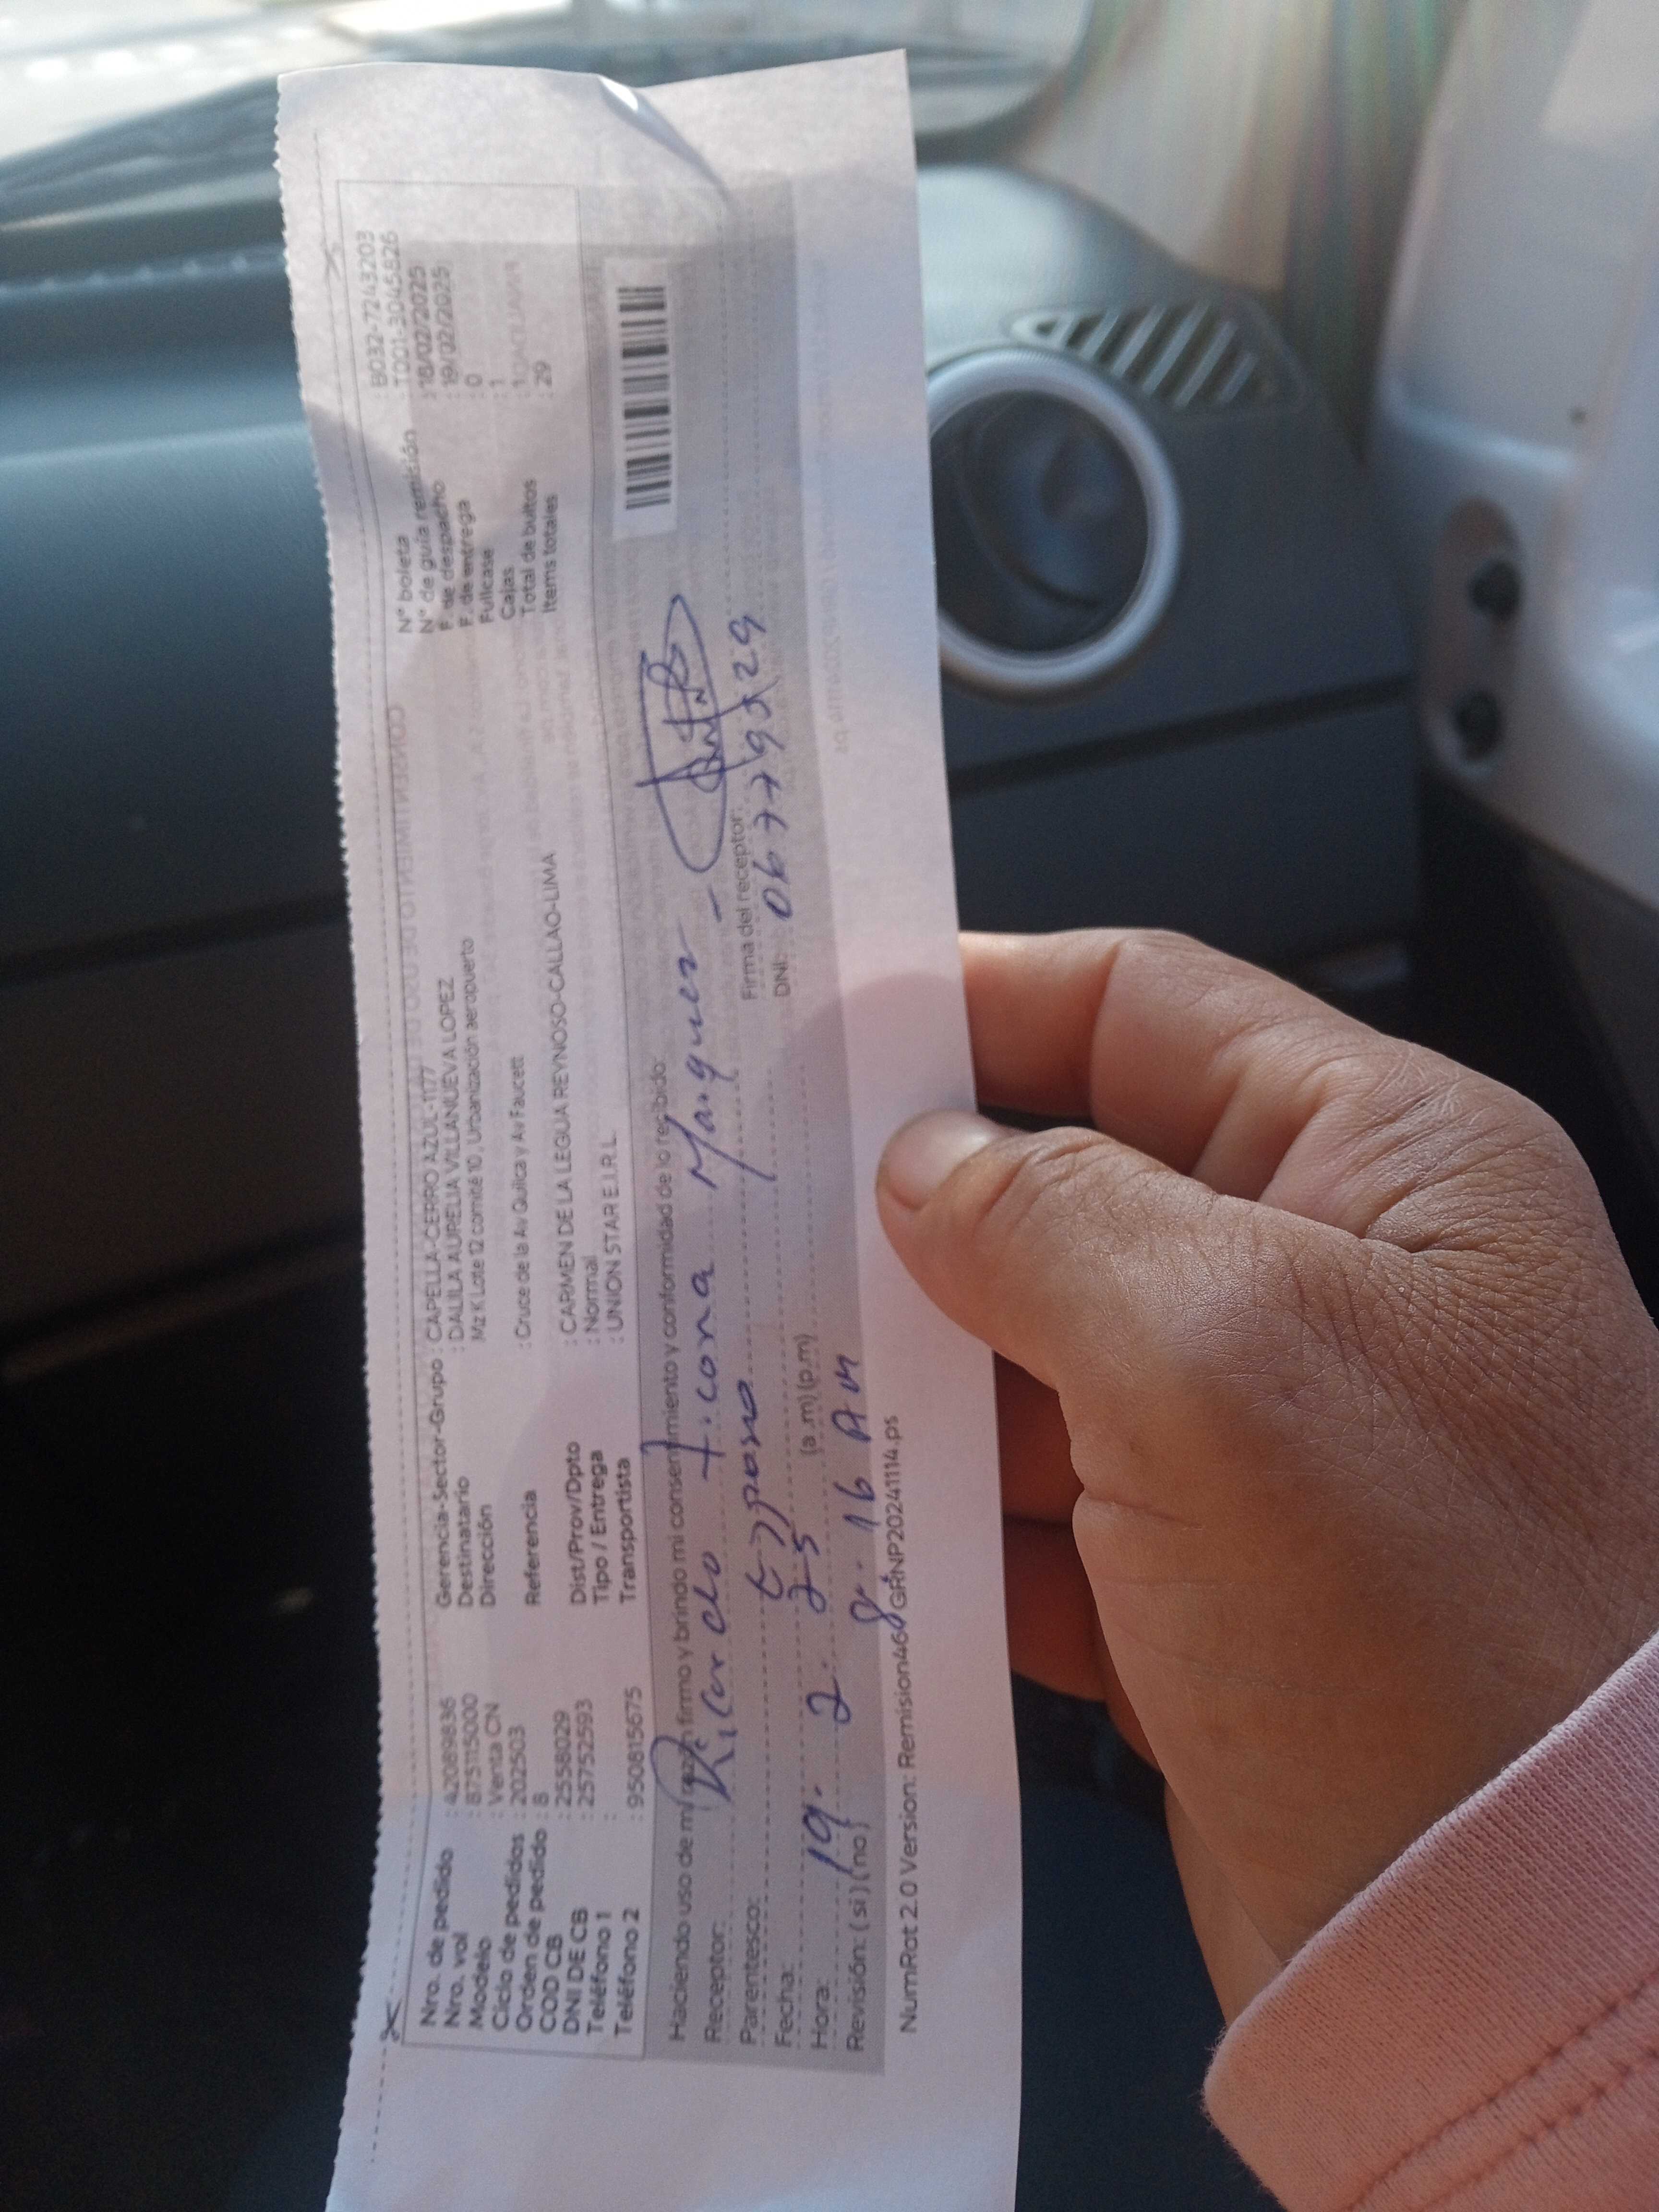 Nro. de pedido : 420898836
Nro. vol : 8751115000
Modelo : Venta CN
Ciclo de pedidos : 202503
Orden de pedido : 8
COD CB : 2558029
DNI DE CB : 257752593
Teléfono 1 :
Teléfono 2 : 950815675
Gerencia-Sector-Grupo : CAPELLA-CERRO AZUL-1177
Destinatario : DALILA AURELIA VILLANUEVA LOPEZ
Dirección Mz K Lote 12 comité 10, Urbanización aeropuerto
Referencia : Cruce de la Av Quilca y Av Faucett
Dist/Prov/Dpto : CARMEN DE LA LEGUA REYNOSO-CALLAO-LIMA
Tipo / Entrega : Normal
Transportista : UNION STAR E.I.R.L.
N° boleta : B032-7243203
N° de guía remitión : T001-30458826
F. de despacho : 18/02/2025
F. de entrega : 19/02/2025
Fullcase : 0
Cajas : 1
Total de bultos : 1
Items totales : 29
Haciendo uso de mi razón firmo y brindo mi consentimiento y conformidad de lo recibido:
Receptor: Ricardo Ticona Marquez
Firma del receptor:
Parentesco: Esposo
DNI: 06779529
Fecha: 19. 2. 25
Hora: 8:16 AM (a.m) (p.m)
Revisión: (si) (no)
NumRot 2.0 Version: Remision46 GRNP20241114.ps